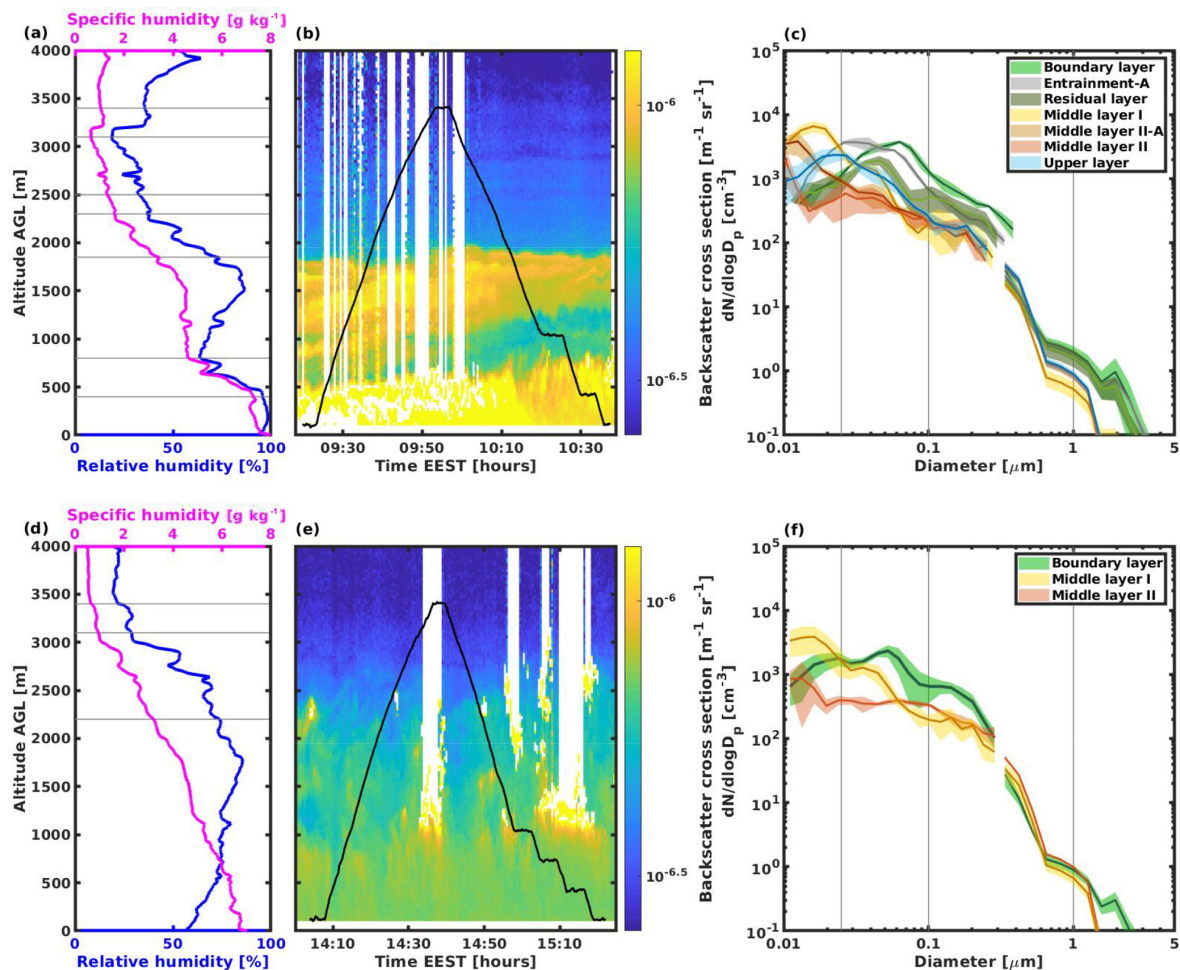 Specific humidity [g kg-1]
(a)
0 2 4 6 8
4000
3500
3000
2500
2000
1500
1000
500
0
Altitude AGL [m]
0 50 100
Relative humidity [%]
(b)
09:30 09:50 10:10 10:30
Time EEST [hours]
10-6
10-6.5
Backscatter cross section [m-1 sr-1]
(c)
Boundary layer
Entrainment-A
Residual layer
Middle layer I
Middle layer II-A
Middle layer II
Upper layer
105
104
103
102
101
100
10-1
dN/dlogDp [cm-3]
0.01 0.1 1 5
Diameter [μm]
Specific humidity [g kg-1]
(d)
0 2 4 6 8
4000
3500
3000
2500
2000
1500
1000
500
0
Altitude AGL [m]
0 50 100
Relative humidity [%]
(e)
14:10 14:30 14:50 15:10
Time EEST [hours]
10-6
10-6.5
Backscatter cross section [m-1 sr-1]
(f)
Boundary layer
Middle layer I
Middle layer II
105
104
103
102
101
100
10-1
dN/dlogDp [cm-3]
0.01 0.1 1 5
Diameter [μm]